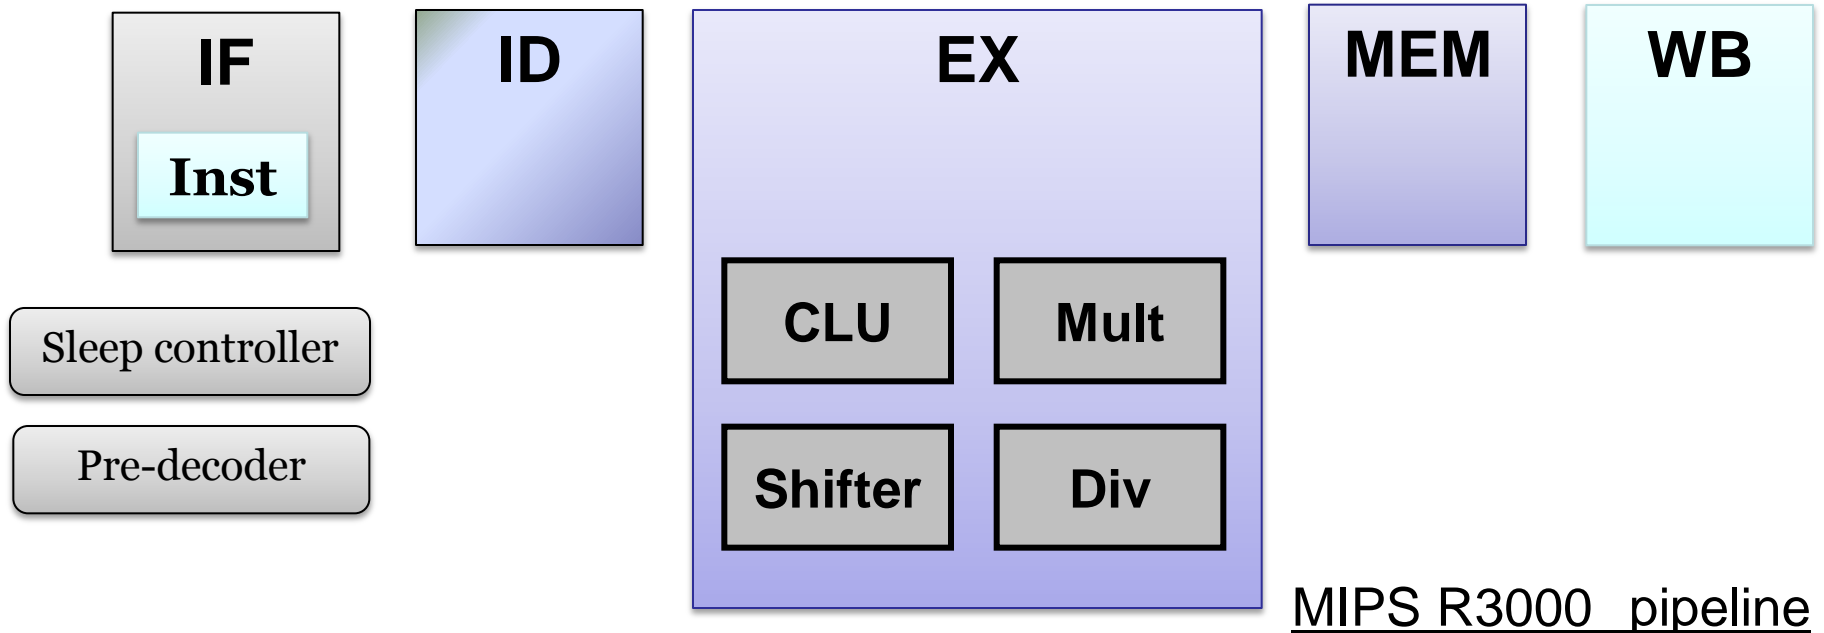 IF
ID
EX
MEM
WB
Inst
CLU
Mult
Sleep controller
Pre-decoder
Shifter
Div
MIPS R3000 pipeline